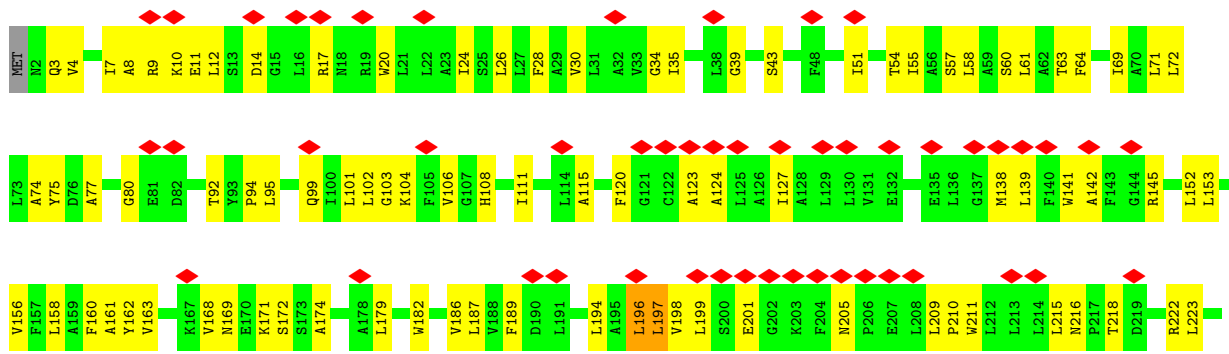 MET N2 Q3 V4 I7 A8 R9 K10 E11 L12 S13 D14 G15 L16 R17 N18 R19 W20 L21 L22 A23 I24 S25 L26 L27 F28 A29 V30 L31 A32 V33 G34 I35 L38 G39 S43 F48 I51 T54 I55 A56 S57 L58 A59 S60 L61 A62 T63 F64 I69 A70 L71 L72
L73 A74 Y75 D76 A77 G80 E81 D82 T92 Y93 P94 L95 Q99 I100 L101 L102 G103 K104 F105 V106 G107 H108 I111 L114 A115 F120 G121 C122 A123 A124 L125 A126 I127 A128 L129 L130 V131 E132 E135 L136 G137 M138 L139 F140 W141 A142 F143 G144 R145 L152 L153
V156 F157 L158 A159 F160 A161 Y162 V163 K167 V168 N169 E170 K171 S172 S173 A174 A178 L179 W182 V186 L187 V188 F189 D190 L191 L194 A195 L196 L197 V198 L199 S200 E201 G202 K203 F204 N205 P206 E207 L208 L209 P210 W211 L212 L213 L214 L215 N216 P217 T218 D219 R222 L223